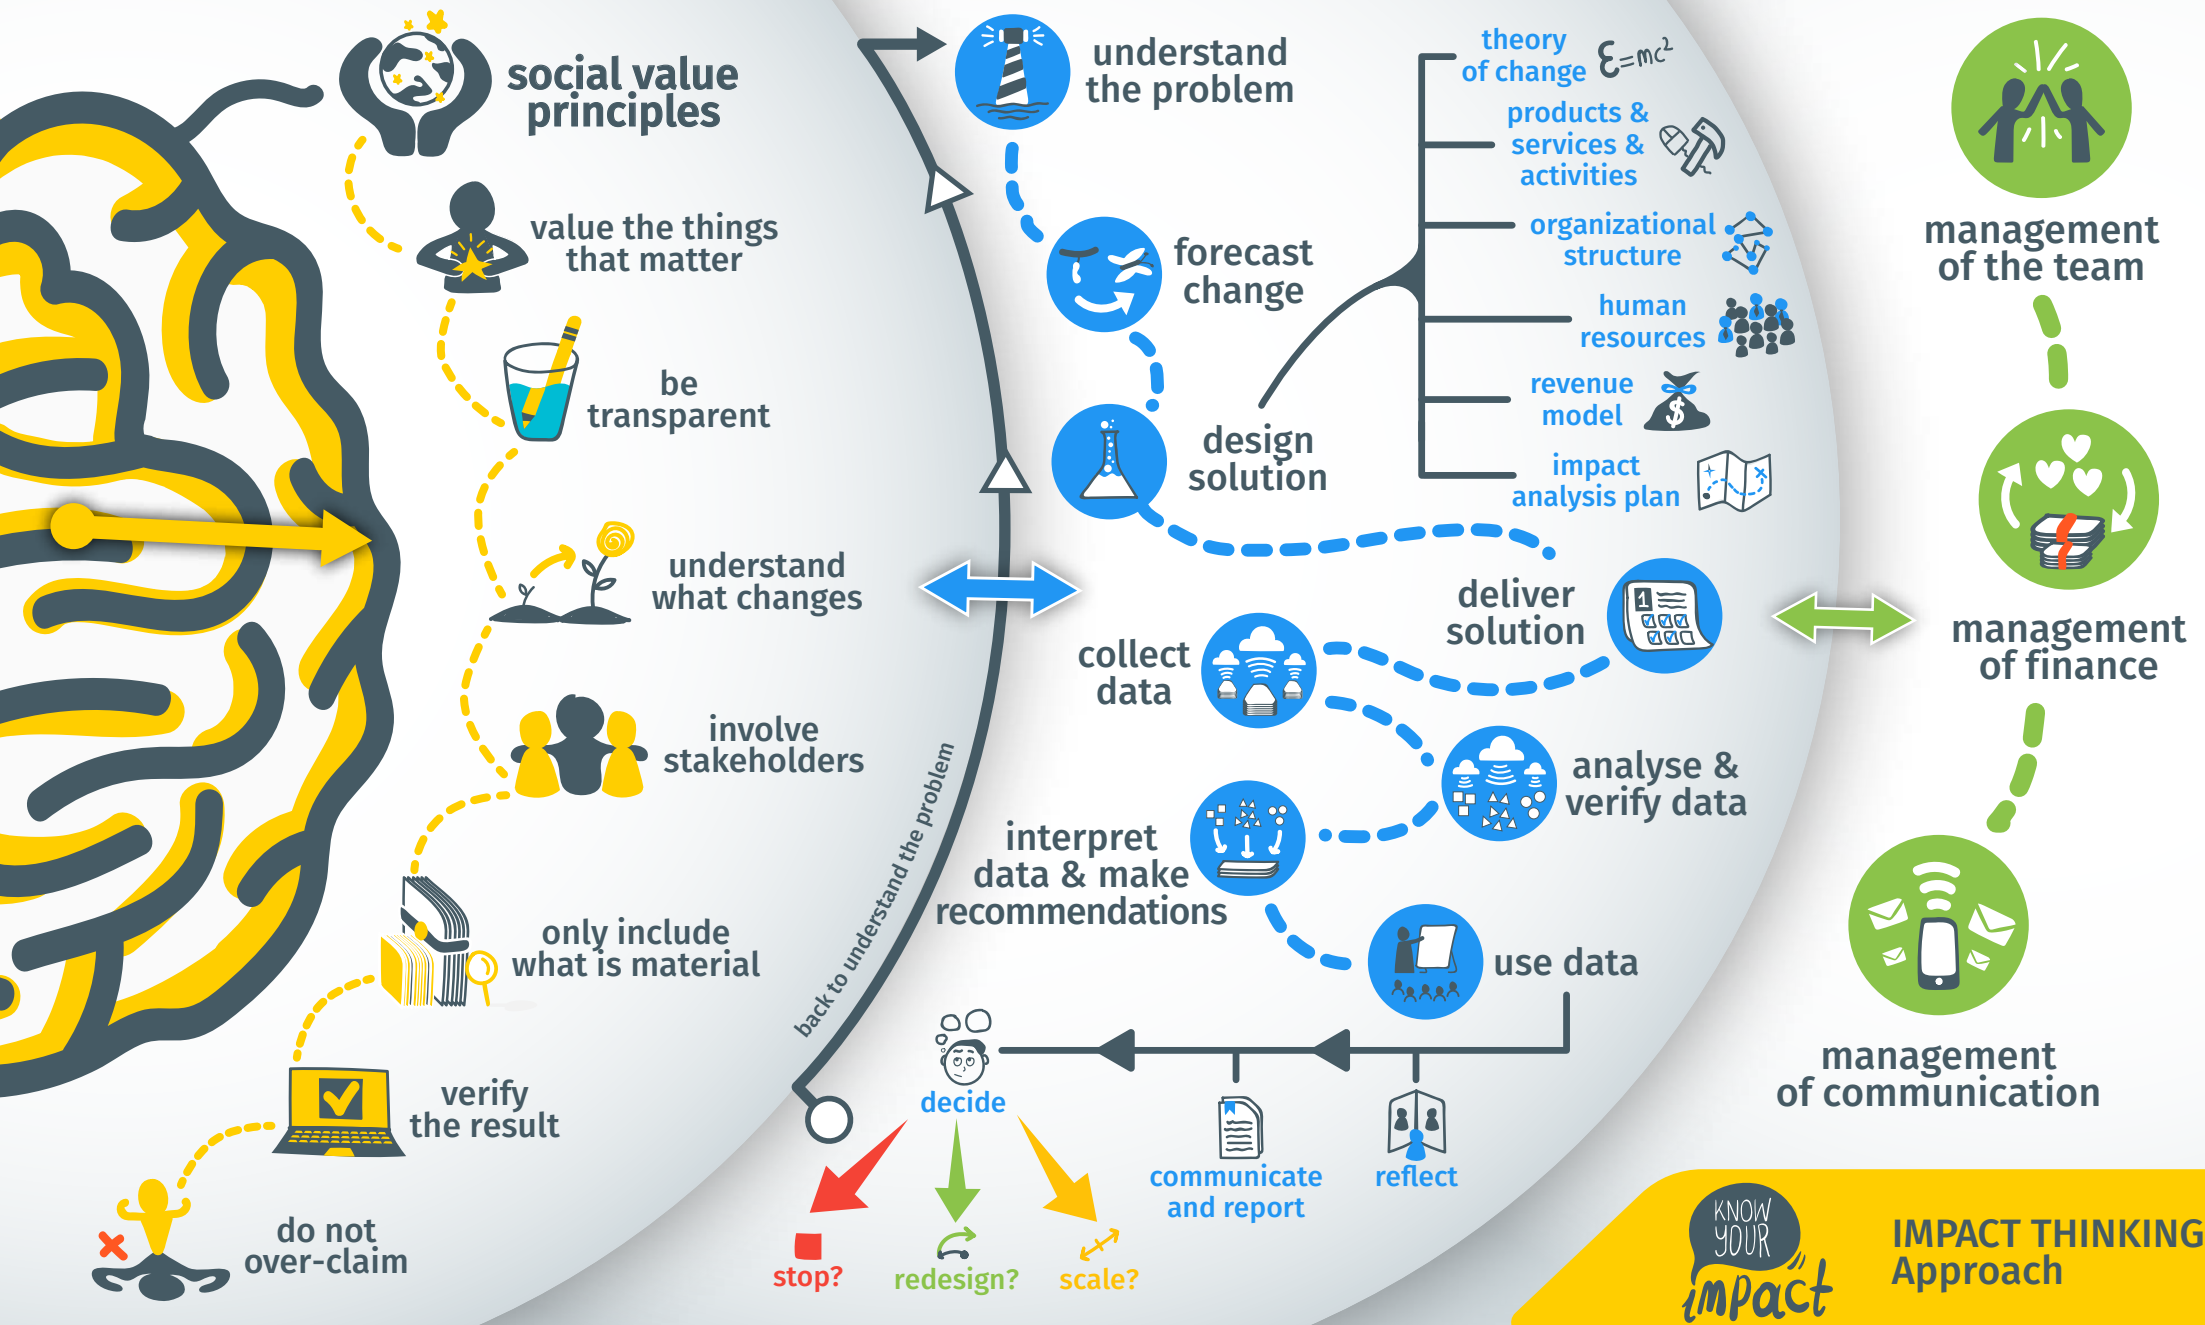 social value
principles
value the things
that matter
be
transparent
understand
what changes
involve
stakeholders
only include
what is material
verify
the result
do not
over-claim
back to understand the problem
understand
the problem
forecast
change
design
solution
theory
of change
Ɛ=mc²
products &
services &
activities
organizational
structure
human
resources
revenue
model
$
impact
analysis plan
deliver
solution
1
collect
data
analyse &
verify data
interpret
data & make
recommendations
use data
reflect
communicate
and report
decide
stop?
redesign?
scale?
management
of the team
management
of finance
management
of communication
KNOW
YOUR
impact
IMPACT THINKING
Approach